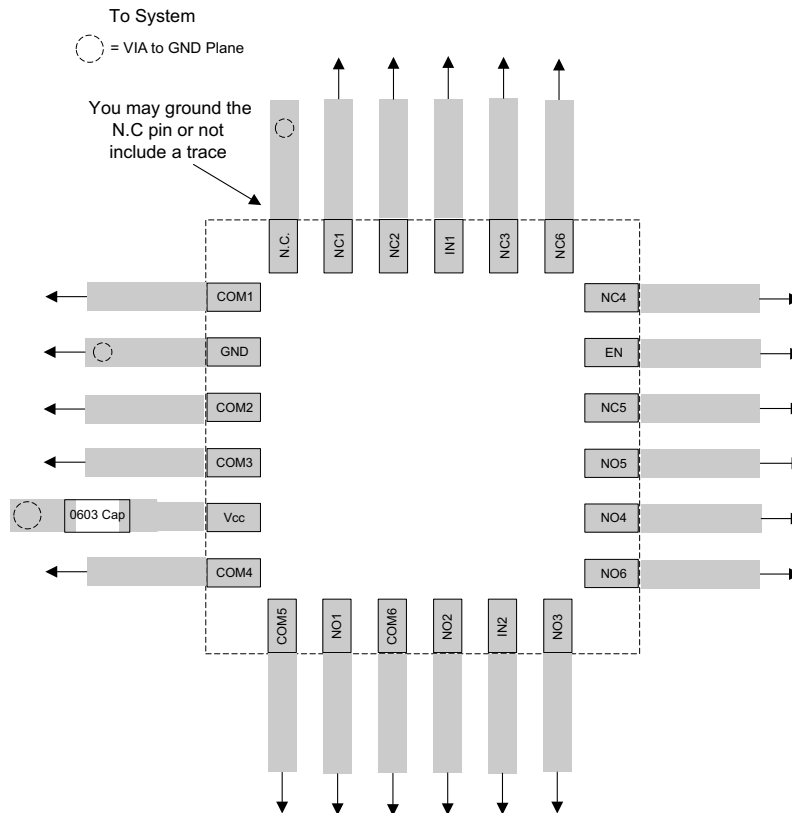 To System
= VIA to GND Plane
You may ground the
N.C pin or not
include a trace
N.C.
NC1
NC2
IN1
NC3
NC6
COM1
GND
COM2
COM3
0603 Cap
Vcc
COM4
NC4
EN
NC5
NO5
NO4
NO6
COM5
NO1
COM6
NO2
IN2
NO3